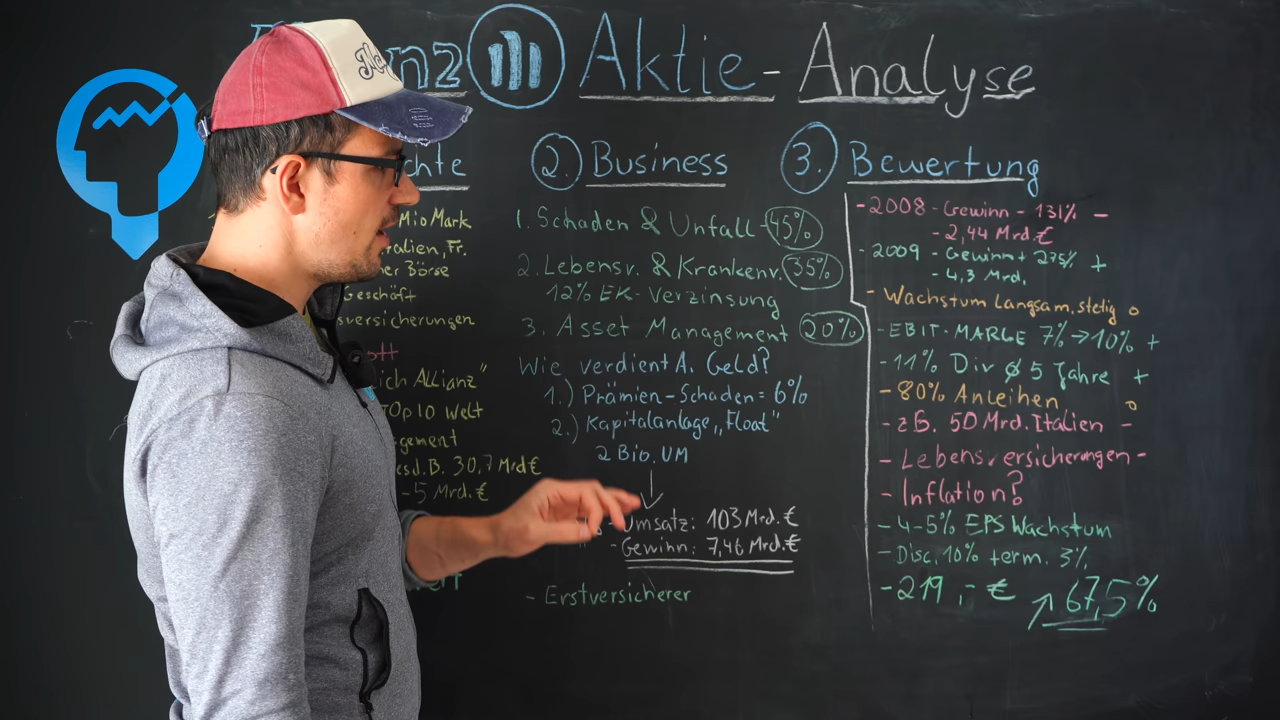 Aktie - Analyse
2. Business
3. Bewertung
Mio Mark
Fr.
Börse
Geschäft
ich Allianz"
Top 10 Welt
30,7 Mrd €
- 5 Mrd. €
1. Schaden & Unfall - 45%
2. Lebensv. & Krankenv. 35%
12% EK - Verzinsung
3. Asset Management 20%
Wie verdient A. Geld?
1.) Prämien - Schaden = 6%
2.) Kapitalanlage „Float"
2 Bio. UM
- Umsatz: 103 Mrd. €
- Gewinn: 7,46 Mrd. €
- Erstversicherer
- 2008 - Gewinn - 131% -
- 2,44 Mrd. €
- 2009 - Gewinn + 275% +
- 4,3 Mrd.
- Wachstum Langsam, stetig o
- EBIT - MARGE 7% → 10% +
- 11% Div Ø 5 Jahre +
- 80% Anleihen o
- zB. 50 Mrd. Italien -
- Lebensversicherungen -
- Inflation?
- 4-5% EPS Wachstum
- Disc. 10% term. 3%
- 219,- € ↑ 67,5%